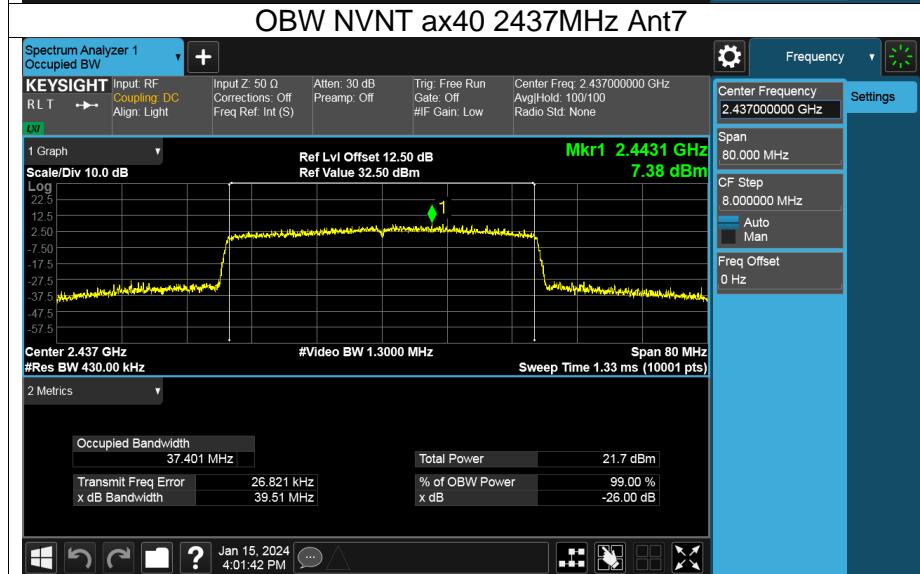 OBW NVNT ax40 2437MHz Ant7
Spectrum Analyzer 1
Occupied BW
+
Frequency
KEYSIGHT
R L T
LXI
Input: RF
Coupling: DC
Align: Light
Input Z: 50 Ω
Corrections: Off
Freq Ref: Int (S)
Atten: 30 dB
Preamp: Off
Trig: Free Run
Gate: Off
#IF Gain: Low
Center Freq: 2.437000000 GHz
Avg|Hold: 100/100
Radio Std: None
Center Frequency
2.437000000 GHz
Settings
Span
80.000 MHz
CF Step
8.000000 MHz
Auto
Man
Freq Offset
0 Hz
1 Graph
Scale/Div 10.0 dB
Ref Lvl Offset 12.50 dB
Ref Value 32.50 dBm
Mkr1 2.4431 GHz
7.38 dBm
Log
22.5
12.5
2.50
-7.50
-17.5
-27.5
-37.5
-47.5
-57.5
1
Center 2.437 GHz
#Res BW 430.00 kHz
#Video BW 1.3000 MHz
Span 80 MHz
Sweep Time 1.33 ms (10001 pts)
2 Metrics
Occupied Bandwidth
37.401 MHz
Transmit Freq Error 26.821 kHz
x dB Bandwidth 39.51 MHz
Total Power 21.7 dBm
% of OBW Power 99.00 %
x dB -26.00 dB
?
Jan 15, 2024
4:01:42 PM